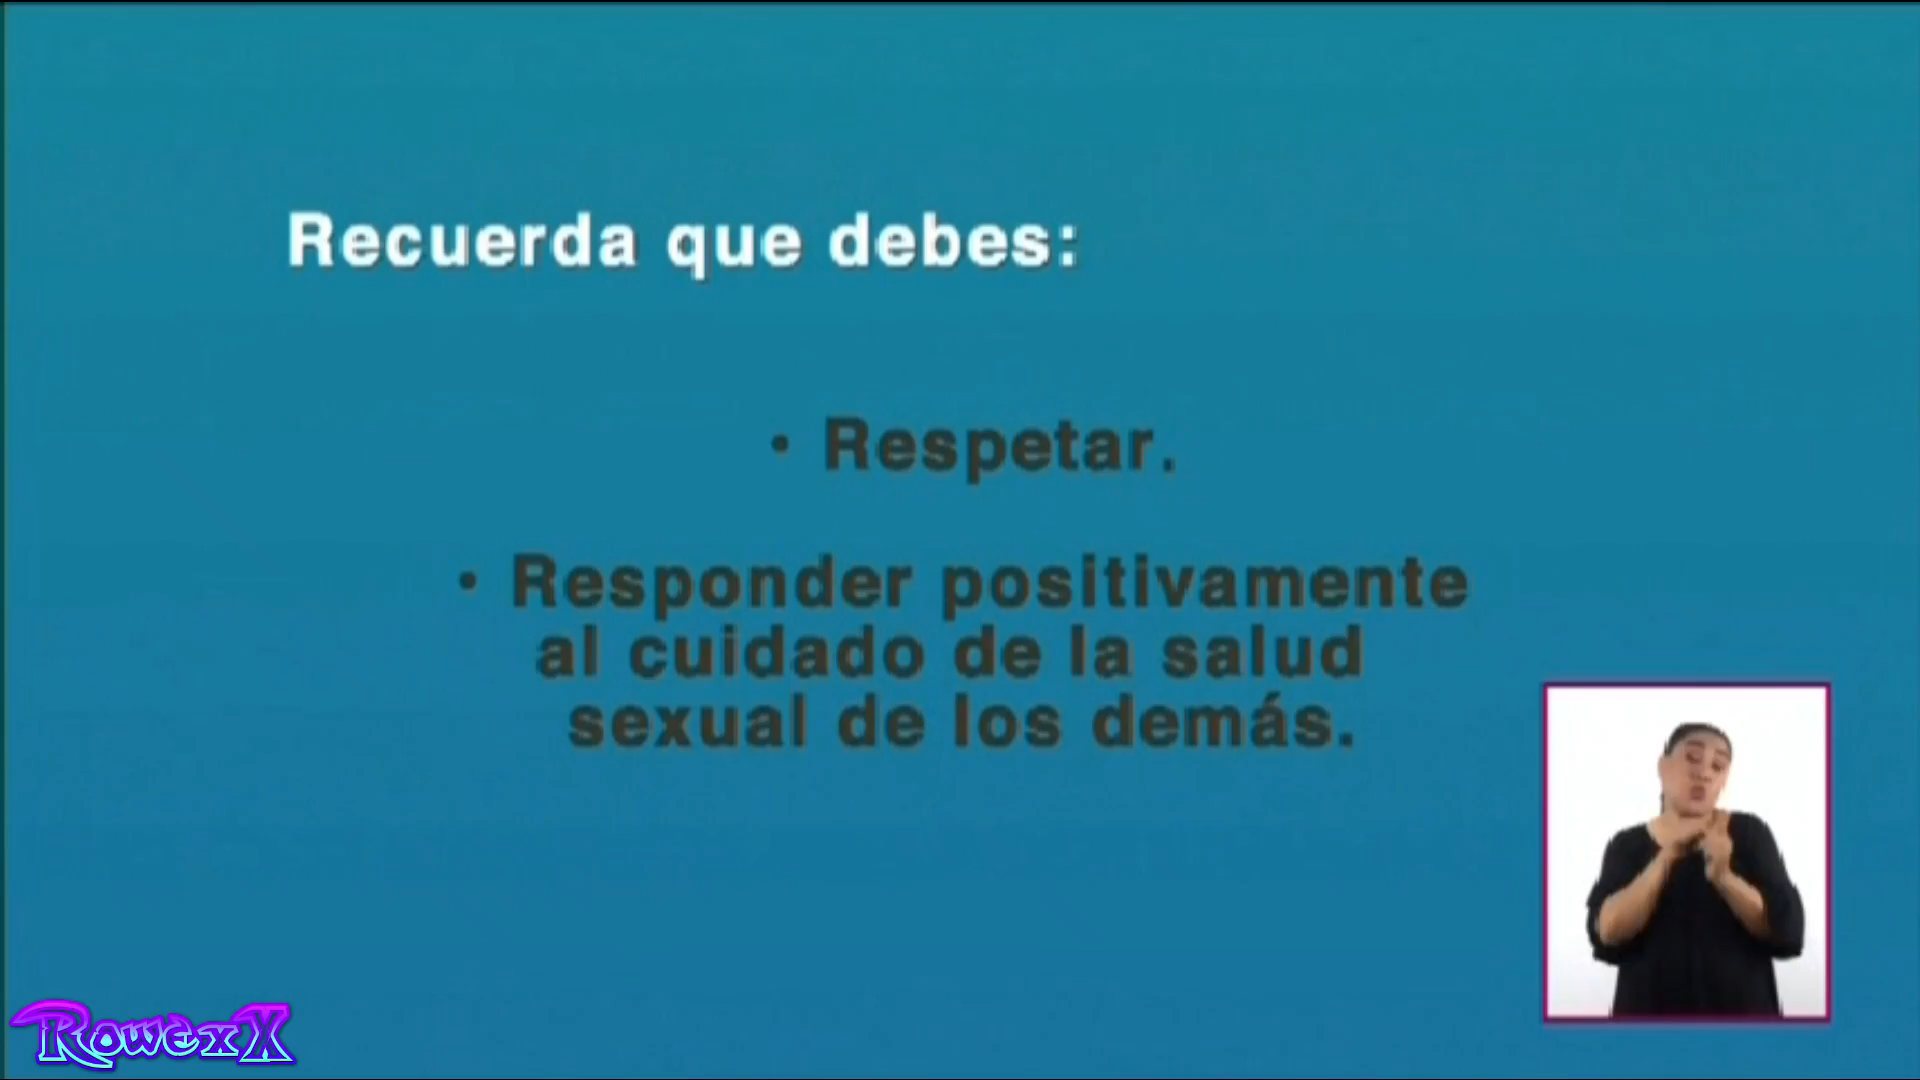 Recuerda que debes:
• Respetar.
• Responder positivamente
al cuidado de la salud
sexual de los demás.
RowexX